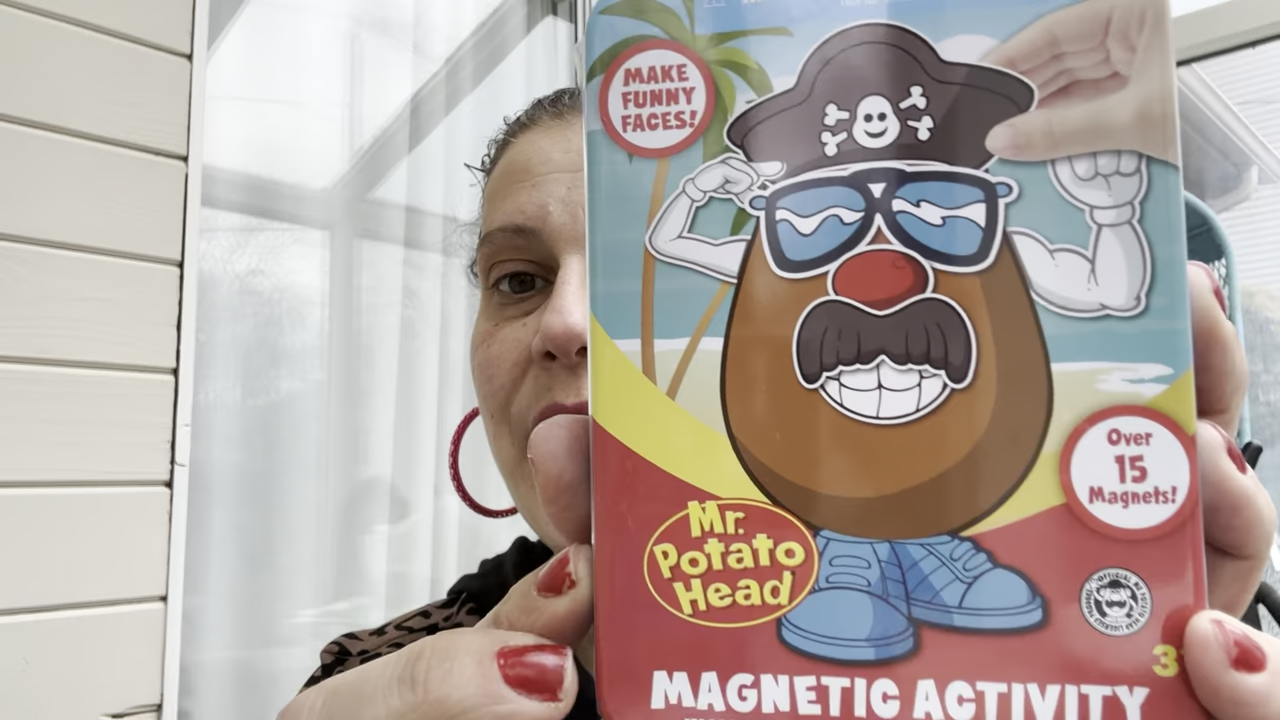 MAKE
FUNNY
FACES!
Over
15
Magnets!
Mr.
Potato
Head
3
MAGNETIC ACTIVITY